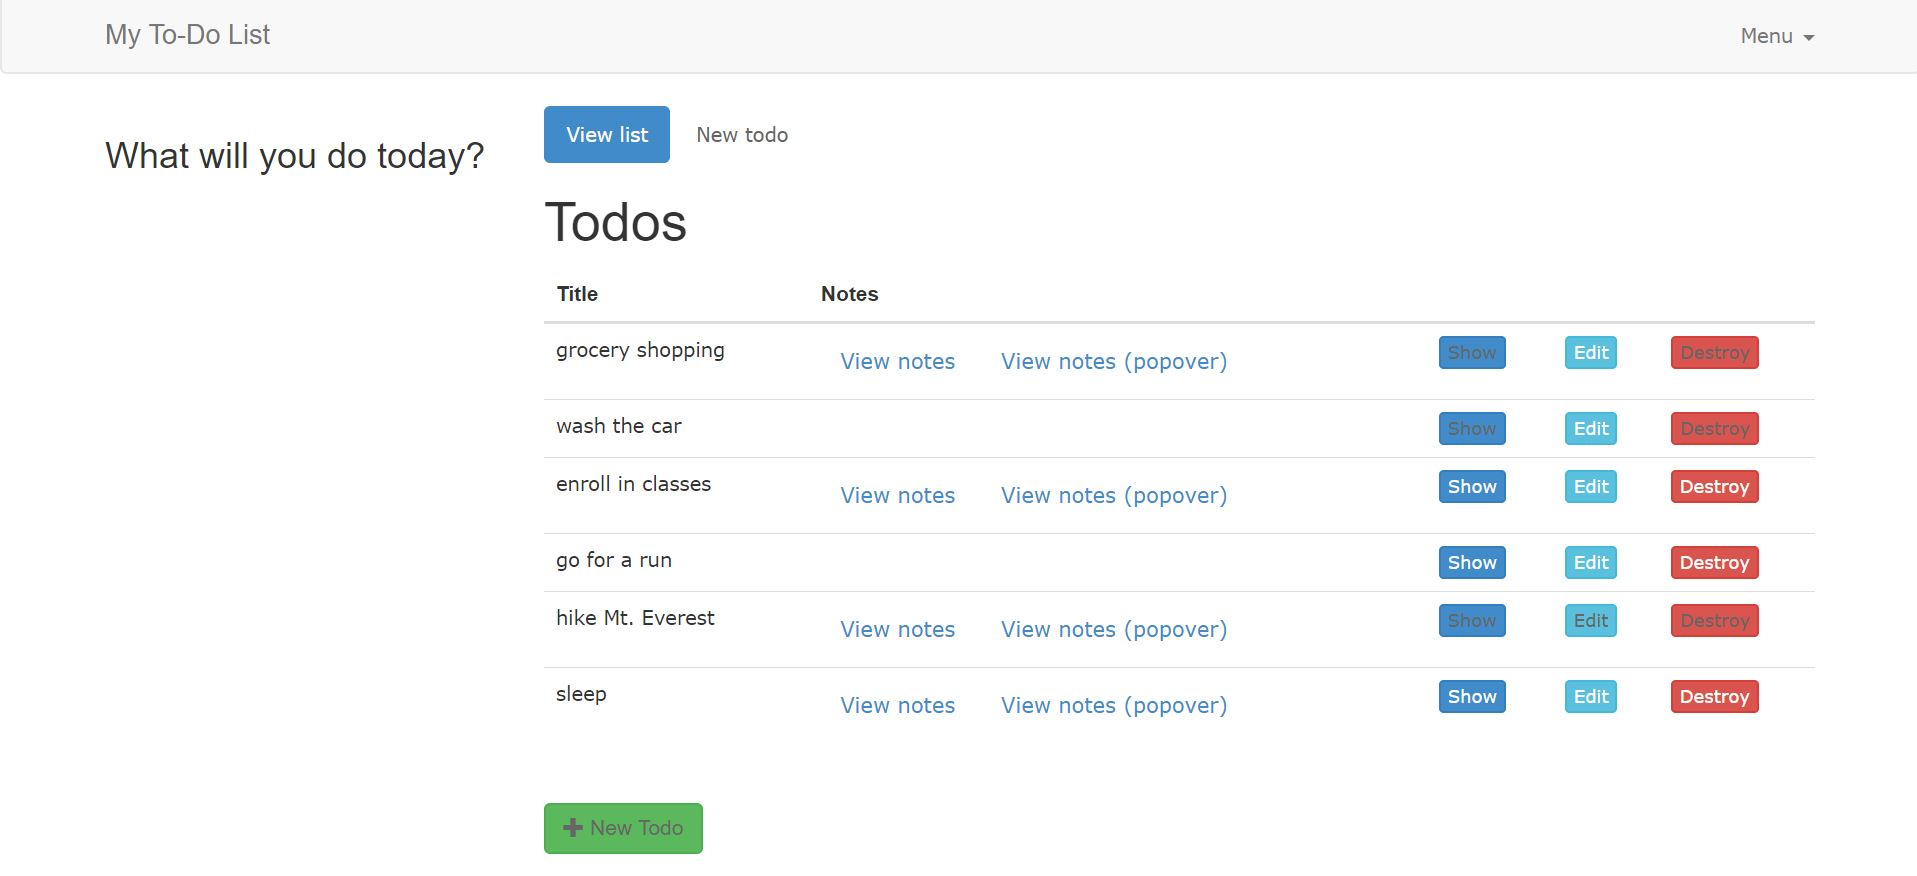 My To-Do List Menu
What will you do today?
View list New todo
Todos
Title Notes
grocery shopping View notes View notes (popover) Show Edit Destroy
wash the car Show Edit Destroy
enroll in classes View notes View notes (popover) Show Edit Destroy
go for a run Show Edit Destroy
hike Mt. Everest View notes View notes (popover) Show Edit Destroy
sleep View notes View notes (popover) Show Edit Destroy
New Todo